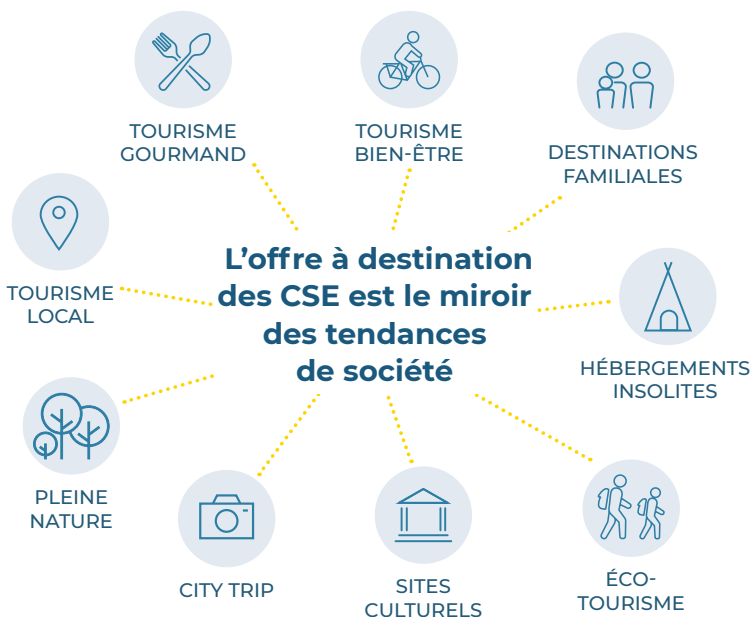 TOURISME
GOURMAND
TOURISME
BIEN-ÊTRE
DESTINATIONS
FAMILIALES
TOURISME
LOCAL
L’offre à destination
des CSE est le miroir
des tendances
de société
HÉBERGEMENTS
INSOLITES
PLEINE
NATURE
CITY TRIP
SITES
CULTURELS
ÉCO-
TOURISME